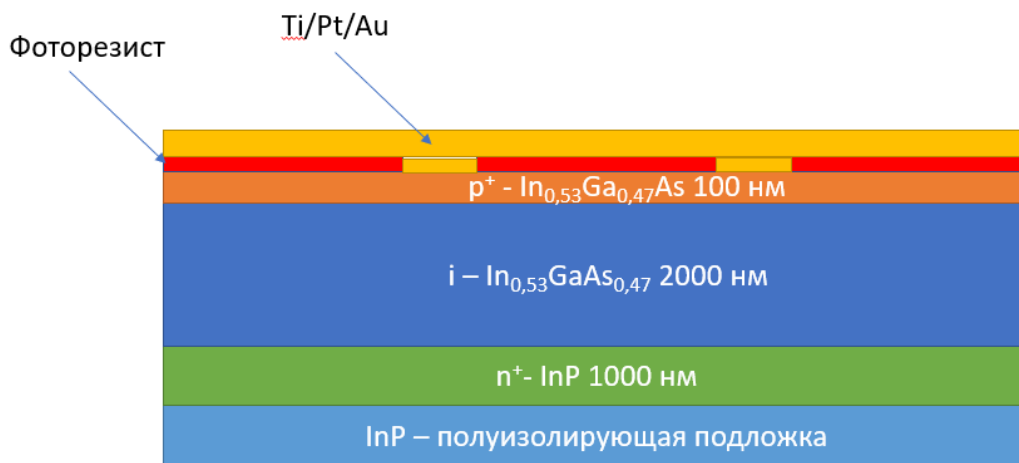 Ti/Pt/Au
Фоторезист
p⁺ - In₀,₅₃Ga₀,₄₇As 100 нм
i – In₀,₅₃GaAs₀,₄₇ 2000 нм
n⁺- InP 1000 нм
InP – полуизолирующая подложка